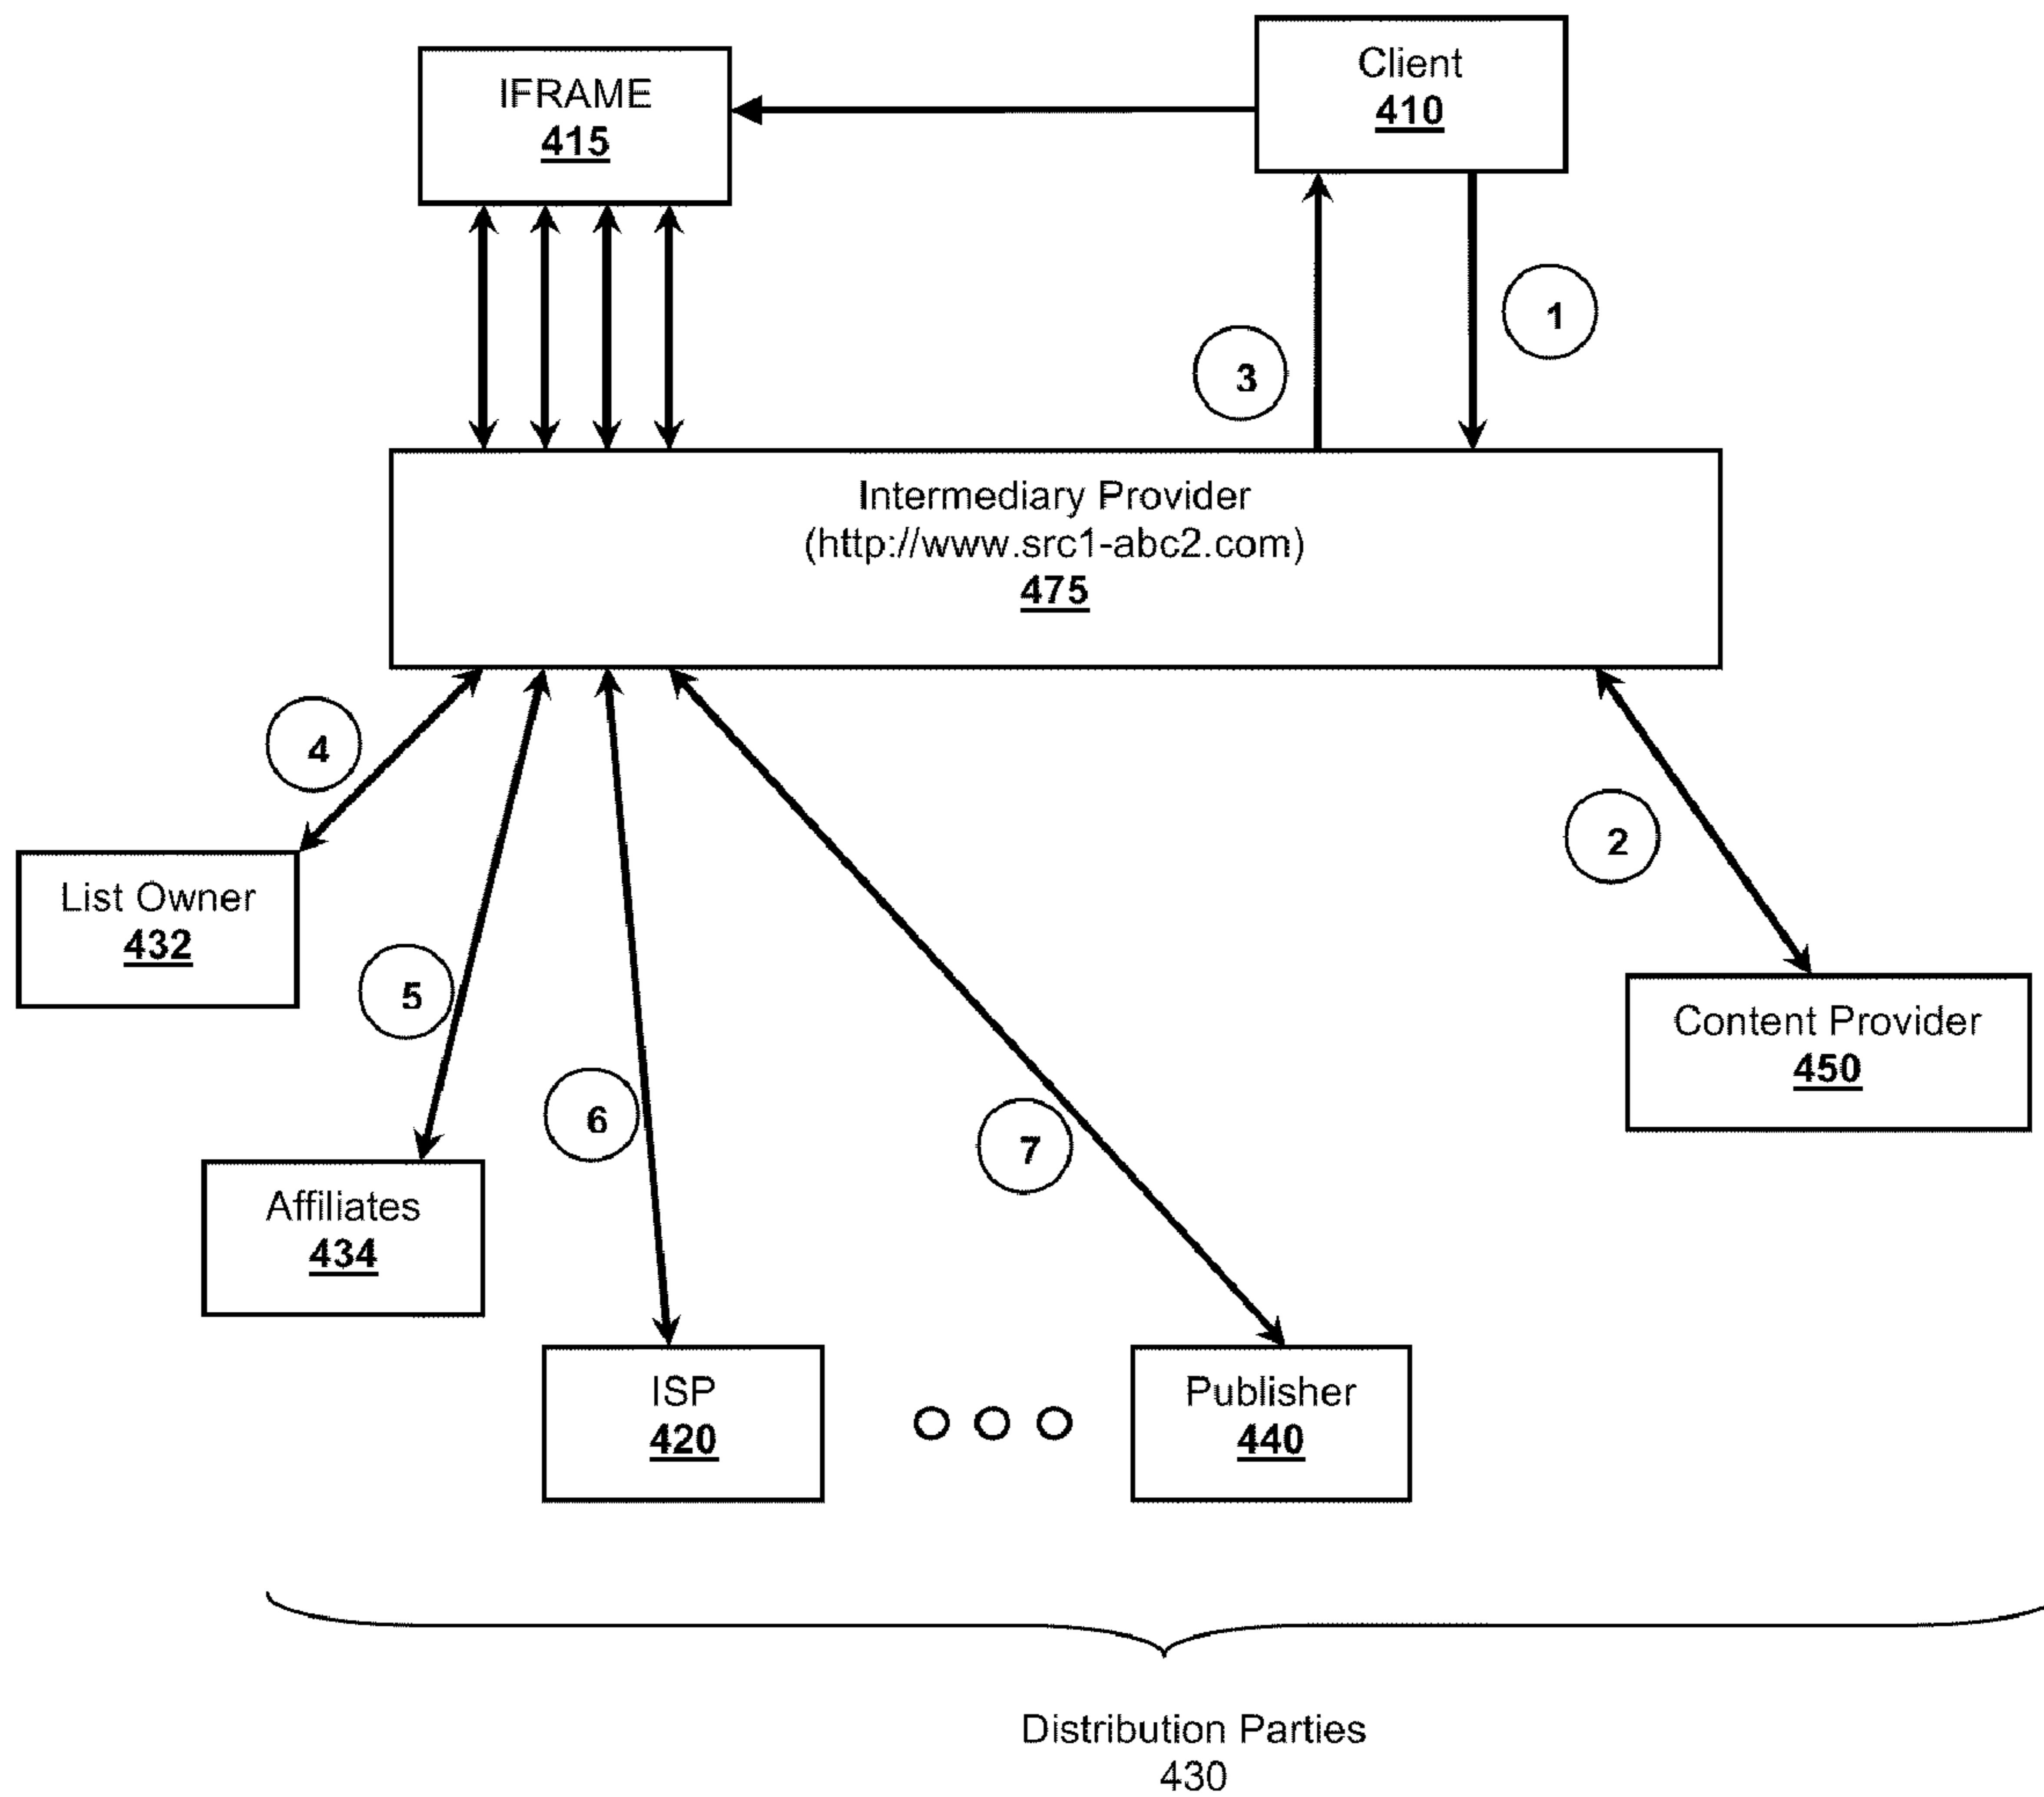 IFRAME
415
Client
410
1
3
Intermediary Provider
(http://www.src1-abc2.com)
475
4
2
List Owner
432
5
Content Provider
450
6
7
Affiliates
434
ISP
420
Publisher
440
Distribution Parties
430